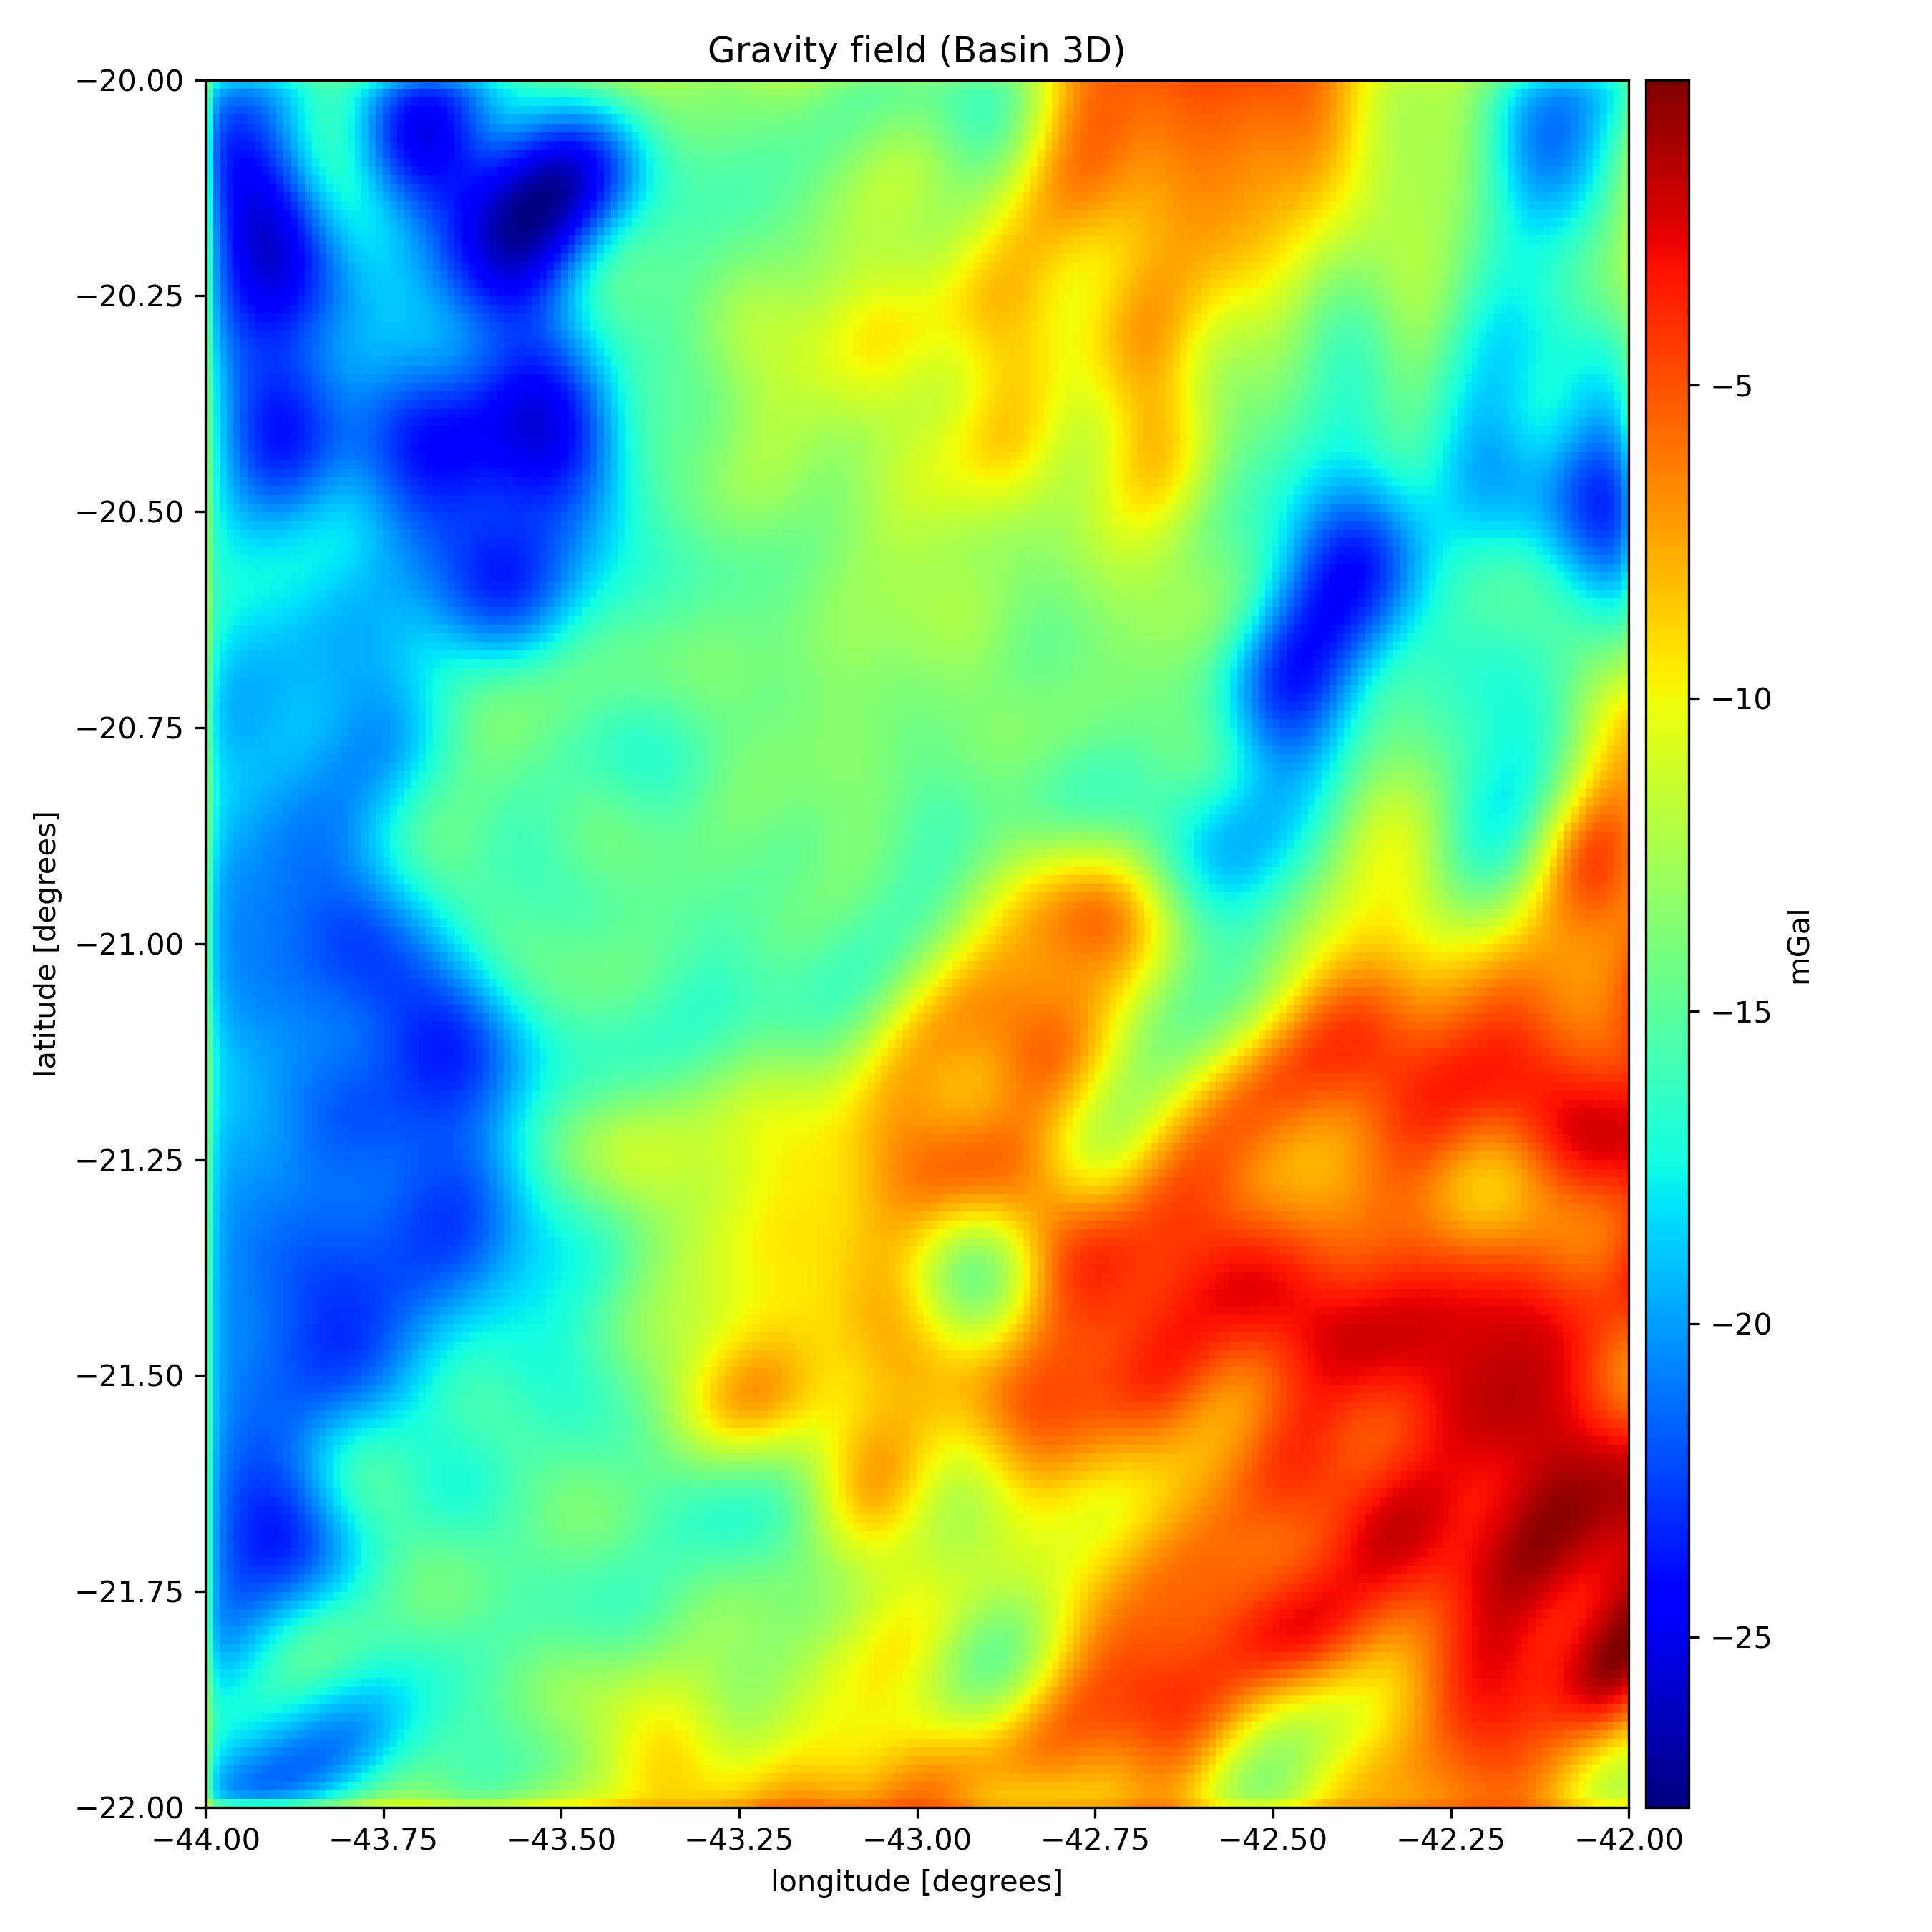 Gravity field (Basin 3D)
−20.00
−20.25
−20.50
−20.75
−21.00
−21.25
−21.50
−21.75
−22.00
latitude [degrees]
−44.00 −43.75 −43.50 −43.25 −43.00 −42.75 −42.50 −42.25 −42.00
longitude [degrees]
−5
−10
−15
−20
−25
mGal